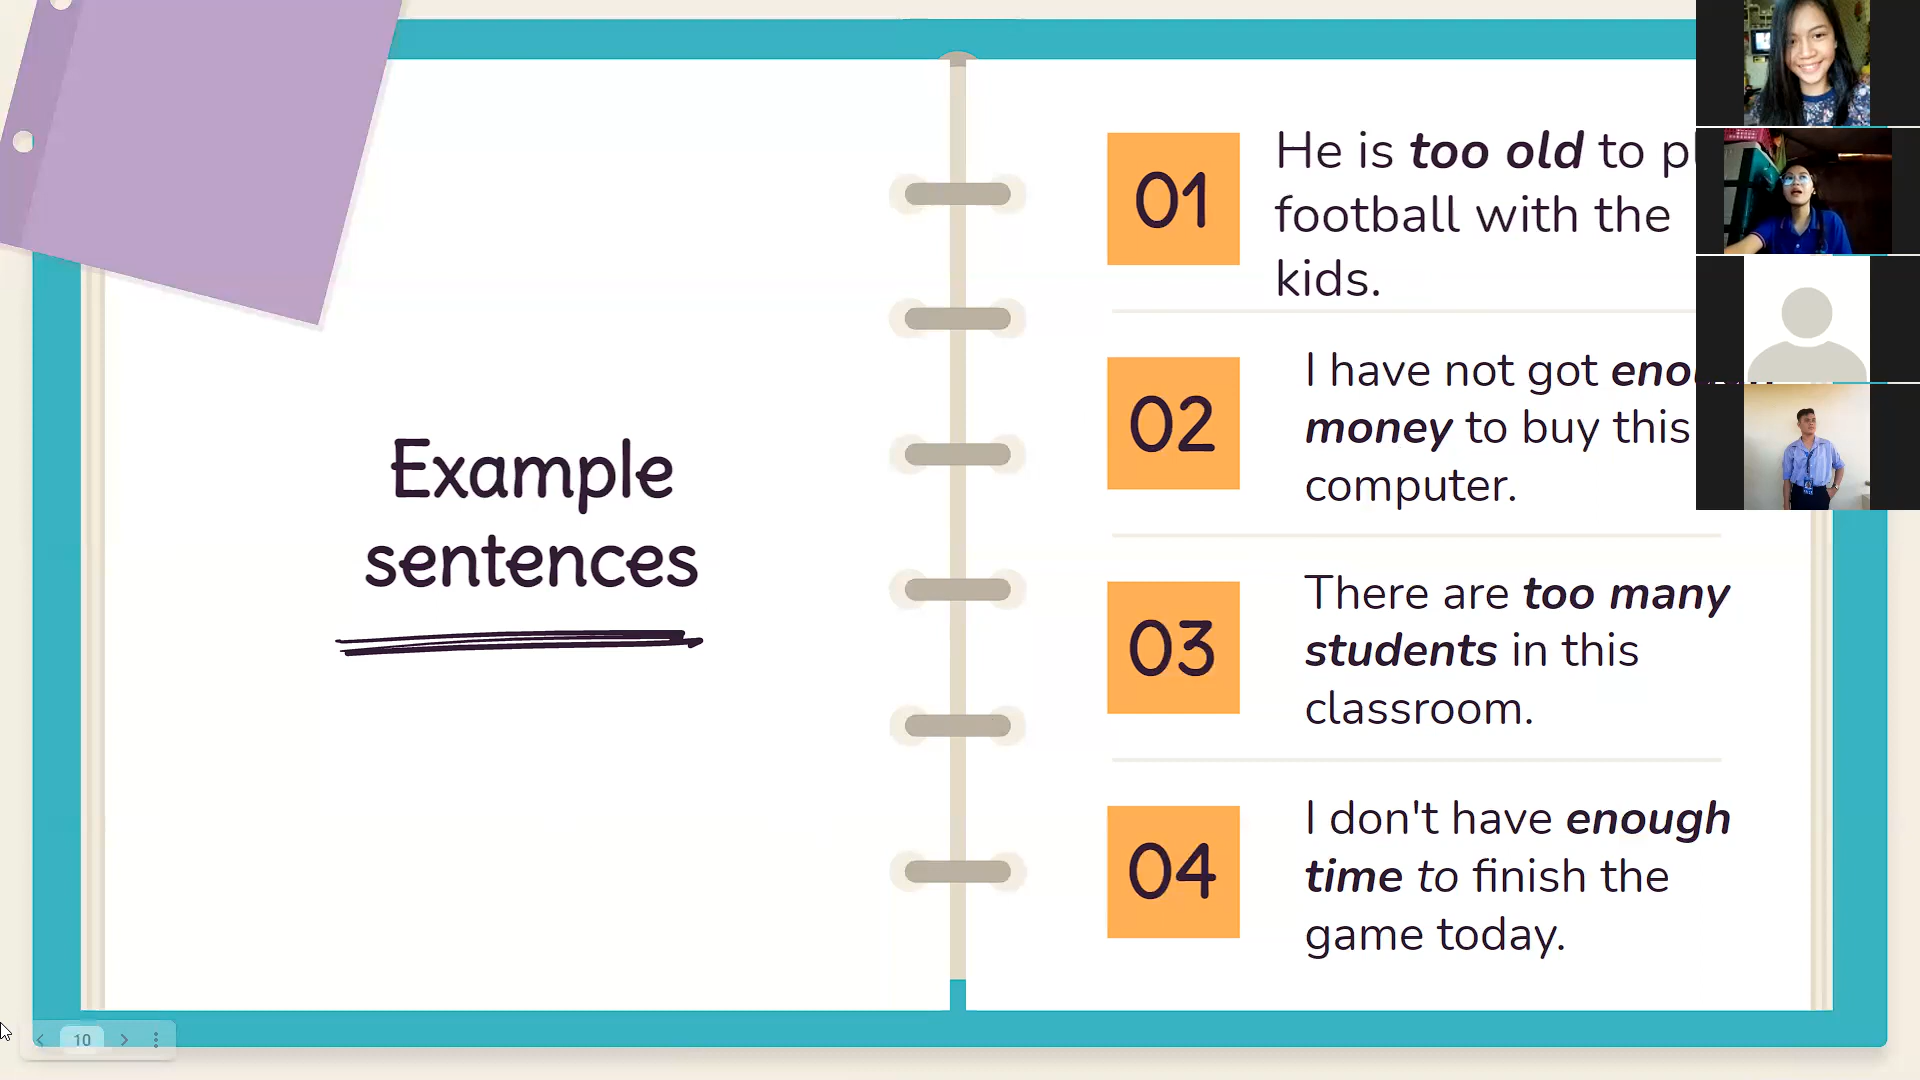 Example
sentences
01
He is too old to p
football with the
kids.
02
I have not got eno
money to buy this
computer.
03
There are too many
students in this
classroom.
04
I don't have enough
time to finish the
game today.
10